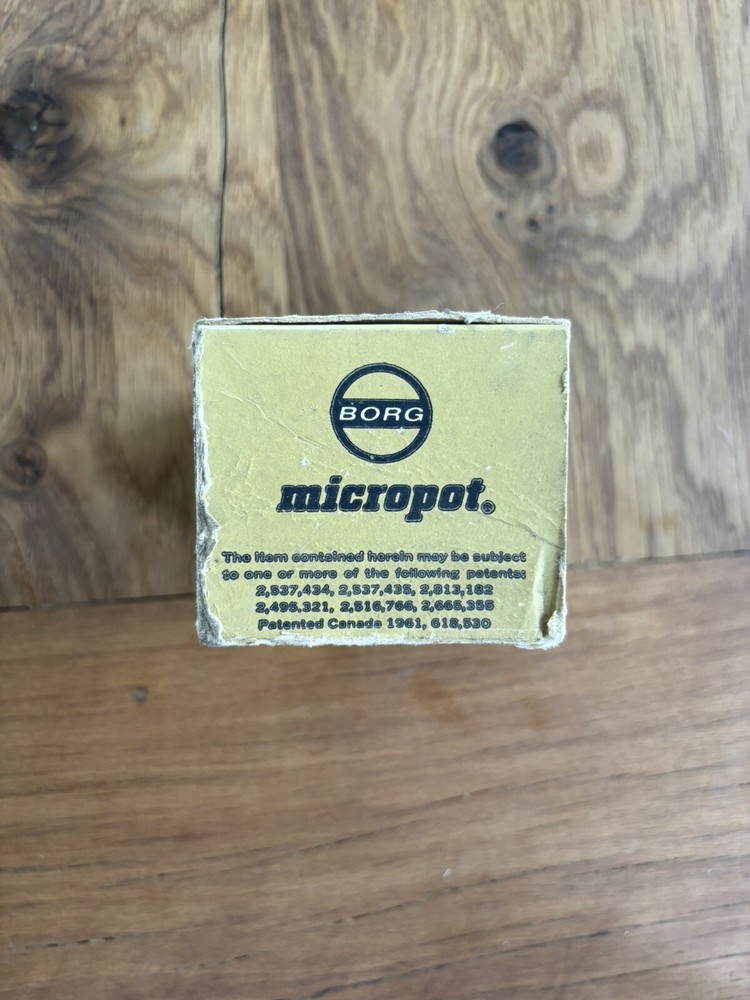 BORG
micropot®
The item contained herein may be subject
to one or more of the following patents:
2,537,434, 2,537,435, 2,813,182
2,495,321, 2,516,766, 2,665,355
Patented Canada 1961, 618,530